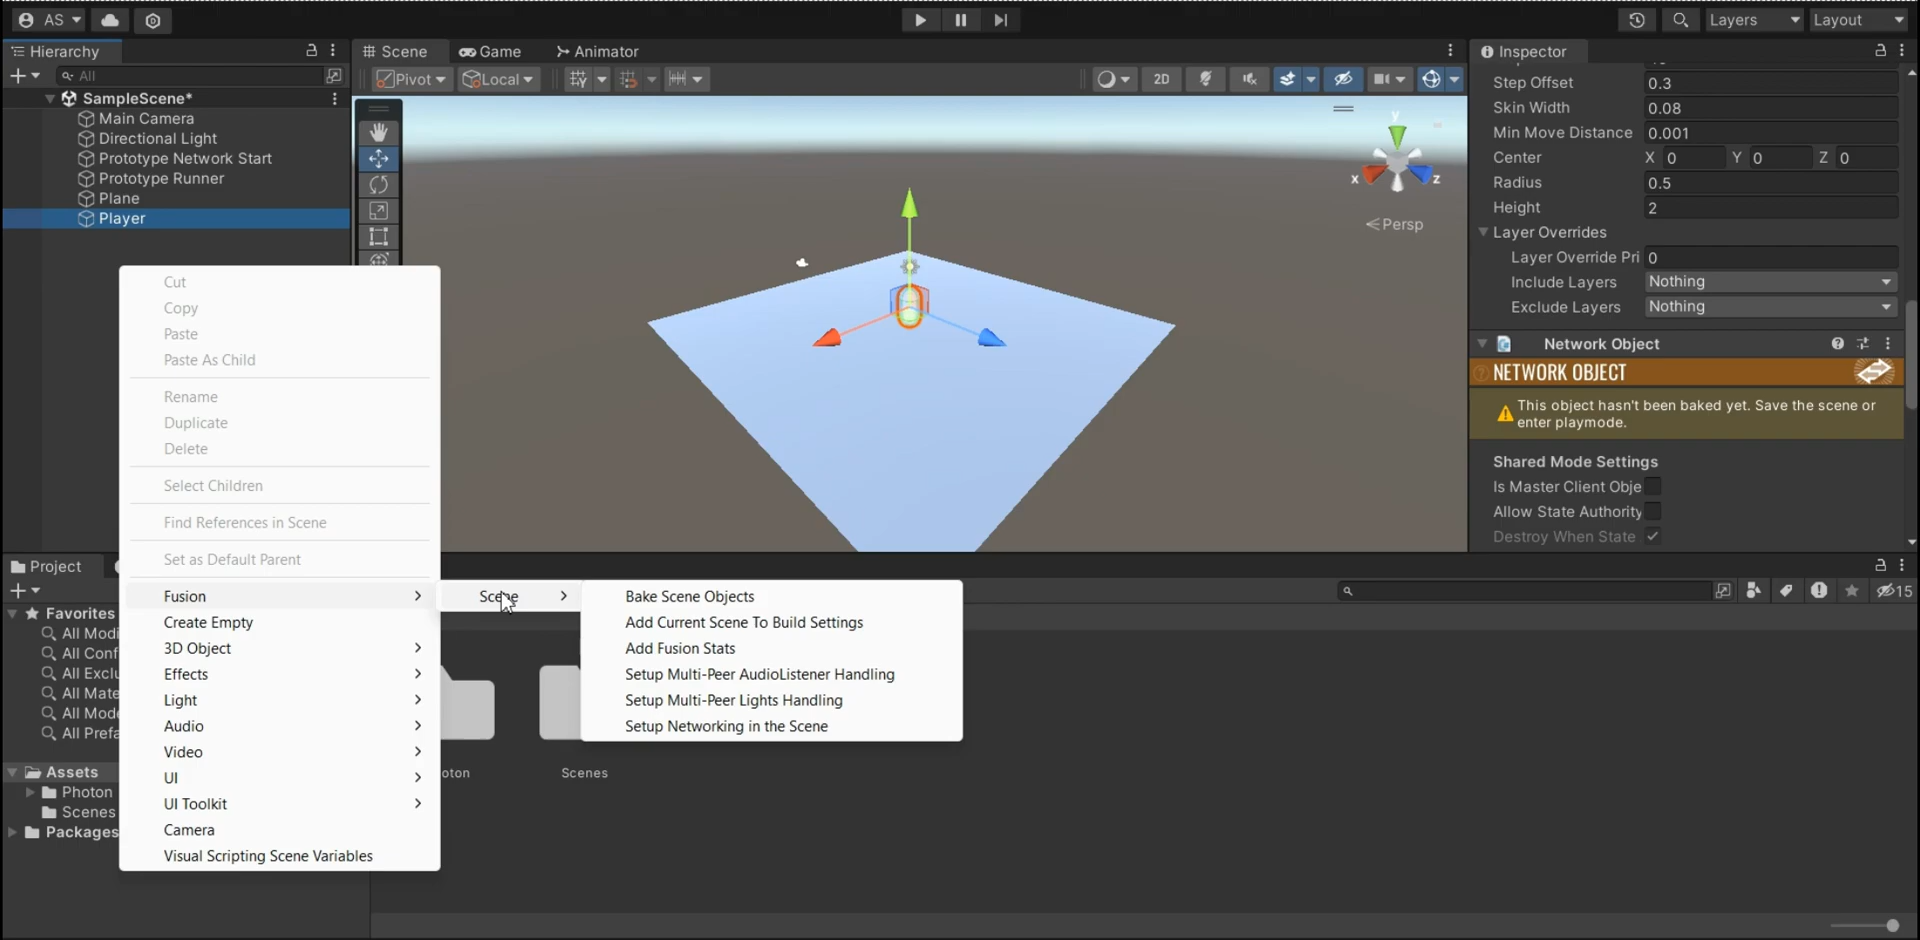 AS
Layers
Layout
Hierarchy
All
SampleScene*
Main Camera
Directional Light
Prototype Network Start
Prototype Runner
Plane
Player
Scene
Game
Animator
Pivot
Local
2D
y
x
z
Persp
Inspector
Step Offset 0.3
Skin Width 0.08
Min Move Distance 0.001
Center X 0 Y 0 Z 0
Radius 0.5
Height 2
Layer Overrides
Layer Override Pri 0
Include Layers Nothing
Exclude Layers Nothing
Network Object
NETWORK OBJECT
This object hasn't been baked yet. Save the scene or
enter playmode.
Shared Mode Settings
Is Master Client Obje
Allow State Authority
Destroy When State
Cut
Copy
Paste
Paste As Child
Rename
Duplicate
Delete
Select Children
Find References in Scene
Set as Default Parent
Fusion
Create Empty
3D Object
Effects
Light
Audio
Video
UI
UI Toolkit
Camera
Visual Scripting Scene Variables
Scene
Bake Scene Objects
Add Current Scene To Build Settings
Add Fusion Stats
Setup Multi-Peer AudioListener Handling
Setup Multi-Peer Lights Handling
Setup Networking in the Scene
Project
15
Favorites
All Modi
All Conf
All Exclu
All Mate
All Mode
All Prefa
Assets
Photon
Scenes
Packages
oton
Scenes